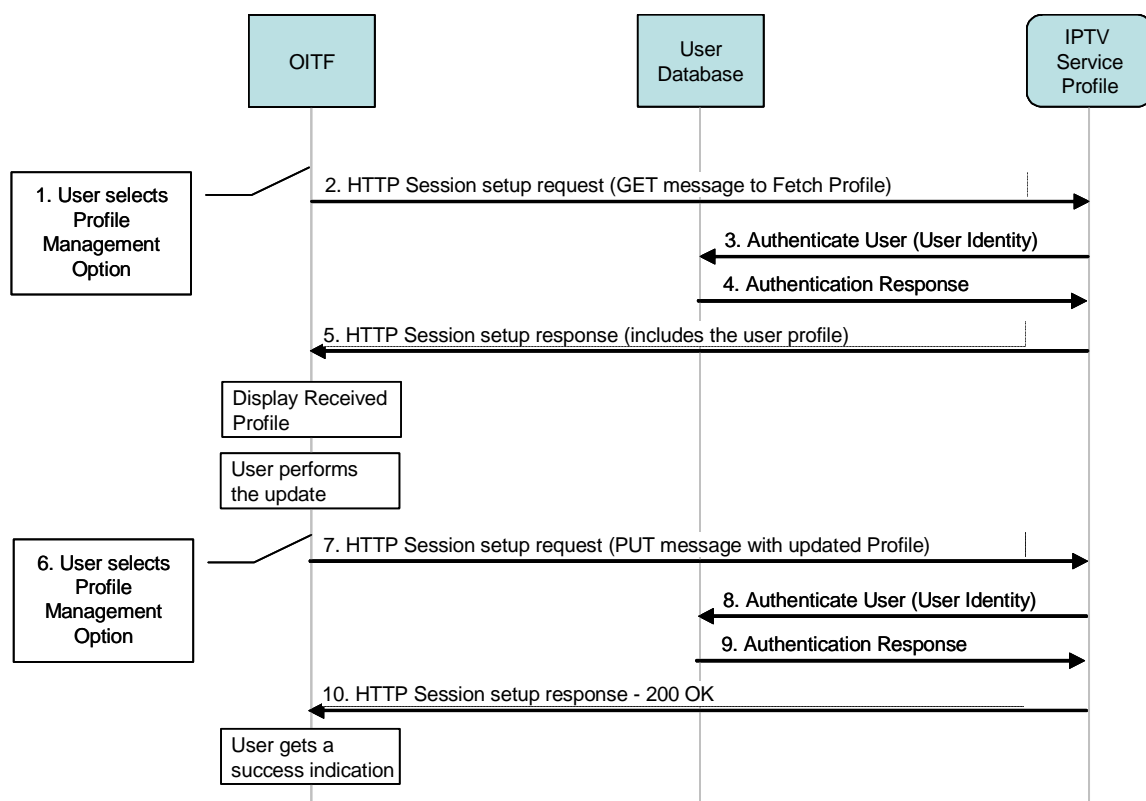 OITF
User
Database
IPTV
Service
Profile
1. User selects
Profile
Management
Option
2. HTTP Session setup request (GET message to Fetch Profile)
3. Authenticate User (User Identity)
4. Authentication Response
5. HTTP Session setup response (includes the user profile)
Display Received
Profile
User performs
the update
6. User selects
Profile
Management
Option
7. HTTP Session setup request (PUT message with updated Profile)
8. Authenticate User (User Identity)
9. Authentication Response
10. HTTP Session setup response - 200 OK
User gets a
success indication